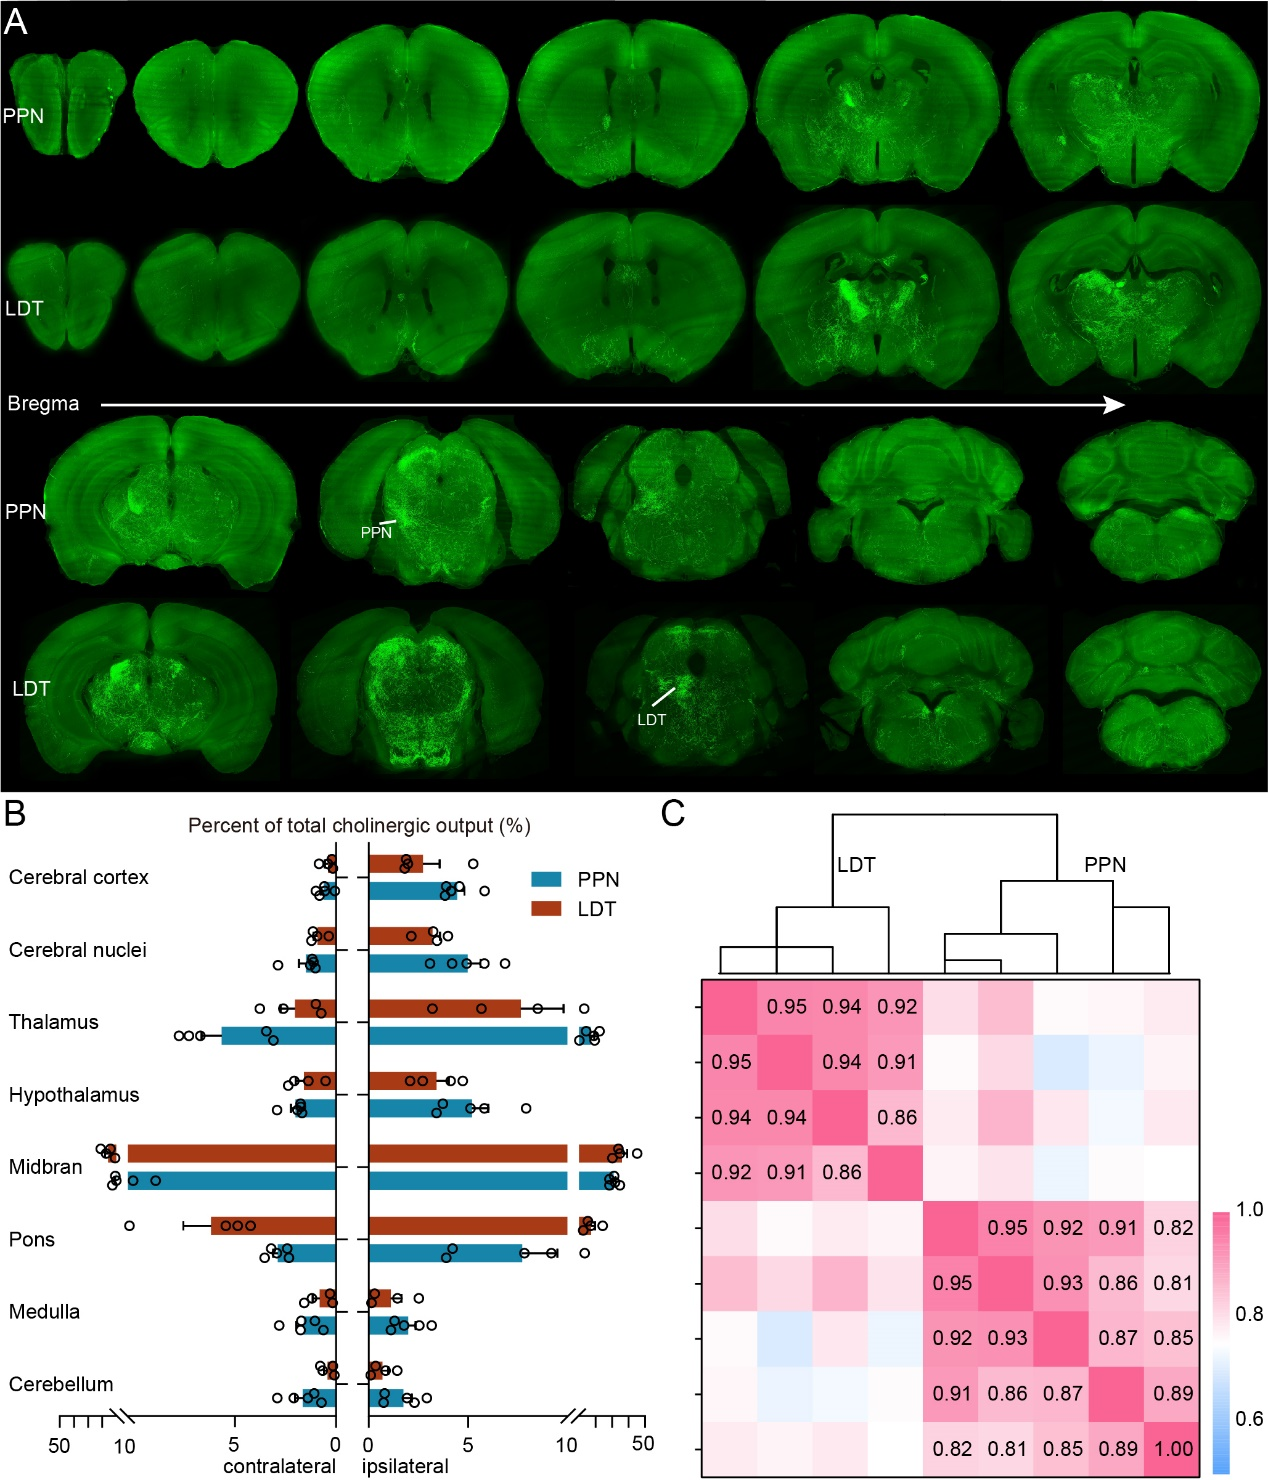 A
PPN
LDT
Bregma
PPN
PPN
LDT
LDT
B
Percent of total cholinergic output (%)
PPN
LDT
Cerebral cortex
Cerebral nuclei
Thalamus
Hypothalamus
Midbran
Pons
Medulla
Cerebellum
50 10 5 0 0 5 10 50
contralateral ipsilateral
C
LDT PPN
0.95 0.94 0.92
0.95 0.94 0.91
0.94 0.94 0.86
0.92 0.91 0.86
0.95 0.92 0.91 0.82
0.95 0.93 0.86 0.81
0.92 0.93 0.87 0.85
0.91 0.86 0.87 0.89
0.82 0.81 0.85 0.89 1.00
1.0
0.8
0.6